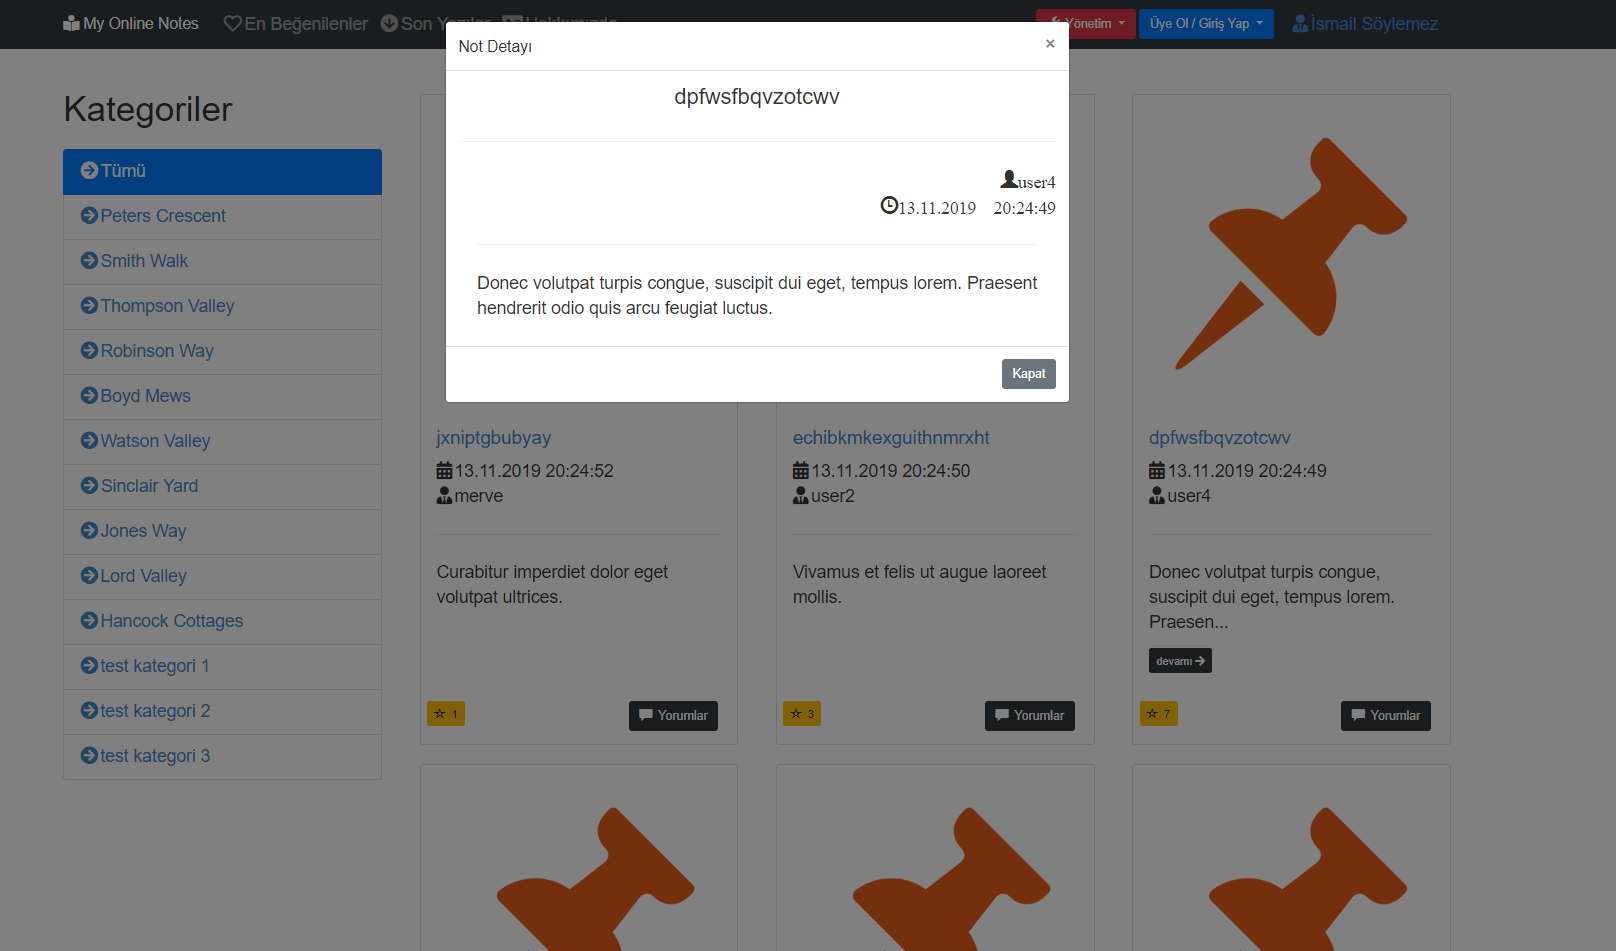 My Online Notes En Beğenilenler Son Yazılar Hakkımızda Yönetim Üye Ol / Giriş Yap İsmail Söylemez
Not Detayı ×
dpfwsfbqvzotcwv
user4
13.11.2019 20:24:49
Donec volutpat turpis congue, suscipit dui eget, tempus lorem. Praesent
hendrerit odio quis arcu feugiat luctus.
Kapat
Kategoriler
Tümü
Peters Crescent
Smith Walk
Thompson Valley
Robinson Way
Boyd Mews
Watson Valley
Sinclair Yard
Jones Way
Lord Valley
Hancock Cottages
test kategori 1
test kategori 2
test kategori 3
jxniptgbubyay
13.11.2019 20:24:52
merve
Curabitur imperdiet dolor eget
volutpat ultrices.
1 Yorumlar
echibkmkexguithnmrxht
13.11.2019 20:24:50
user2
Vivamus et felis ut augue laoreet
mollis.
3 Yorumlar
dpfwsfbqvzotcwv
13.11.2019 20:24:49
user4
Donec volutpat turpis congue,
suscipit dui eget, tempus lorem.
Praesen...
devamı
7 Yorumlar